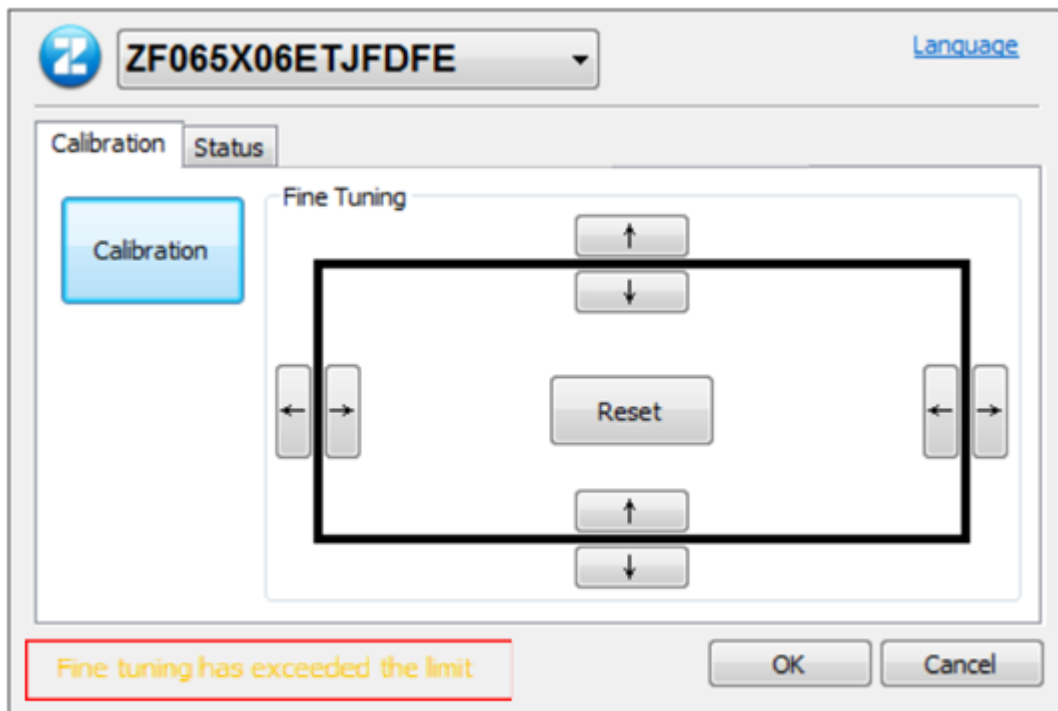 ZF065X06ETJFDFE
Language
Calibration
Status
Calibration
Fine Tuning
↑
↓
← →
Reset
← →
↑
↓
Fine tuning has exceeded the limit
OK
Cancel